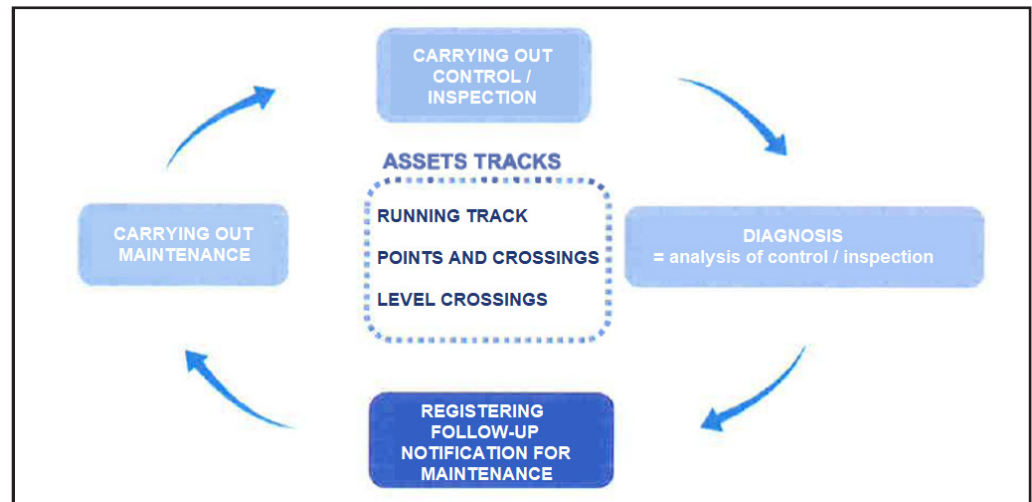 CARRYING OUT
CONTROL /
INSPECTION
ASSETS TRACKS
RUNNING TRACK
POINTS AND CROSSINGS
LEVEL CROSSINGS
CARRYING OUT
MAINTENANCE
DIAGNOSIS
= analysis of control / inspection
REGISTERING
FOLLOW-UP
NOTIFICATION FOR
MAINTENANCE